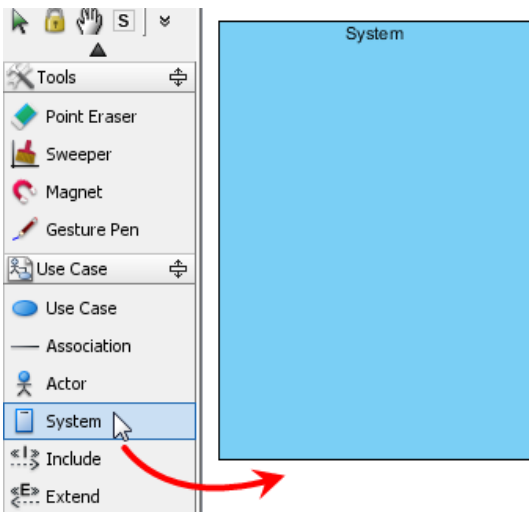 S
System
Tools
Point Eraser
Sweeper
Magnet
Gesture Pen
Use Case
Use Case
Association
Actor
System
«I»
Include
«E»
Extend